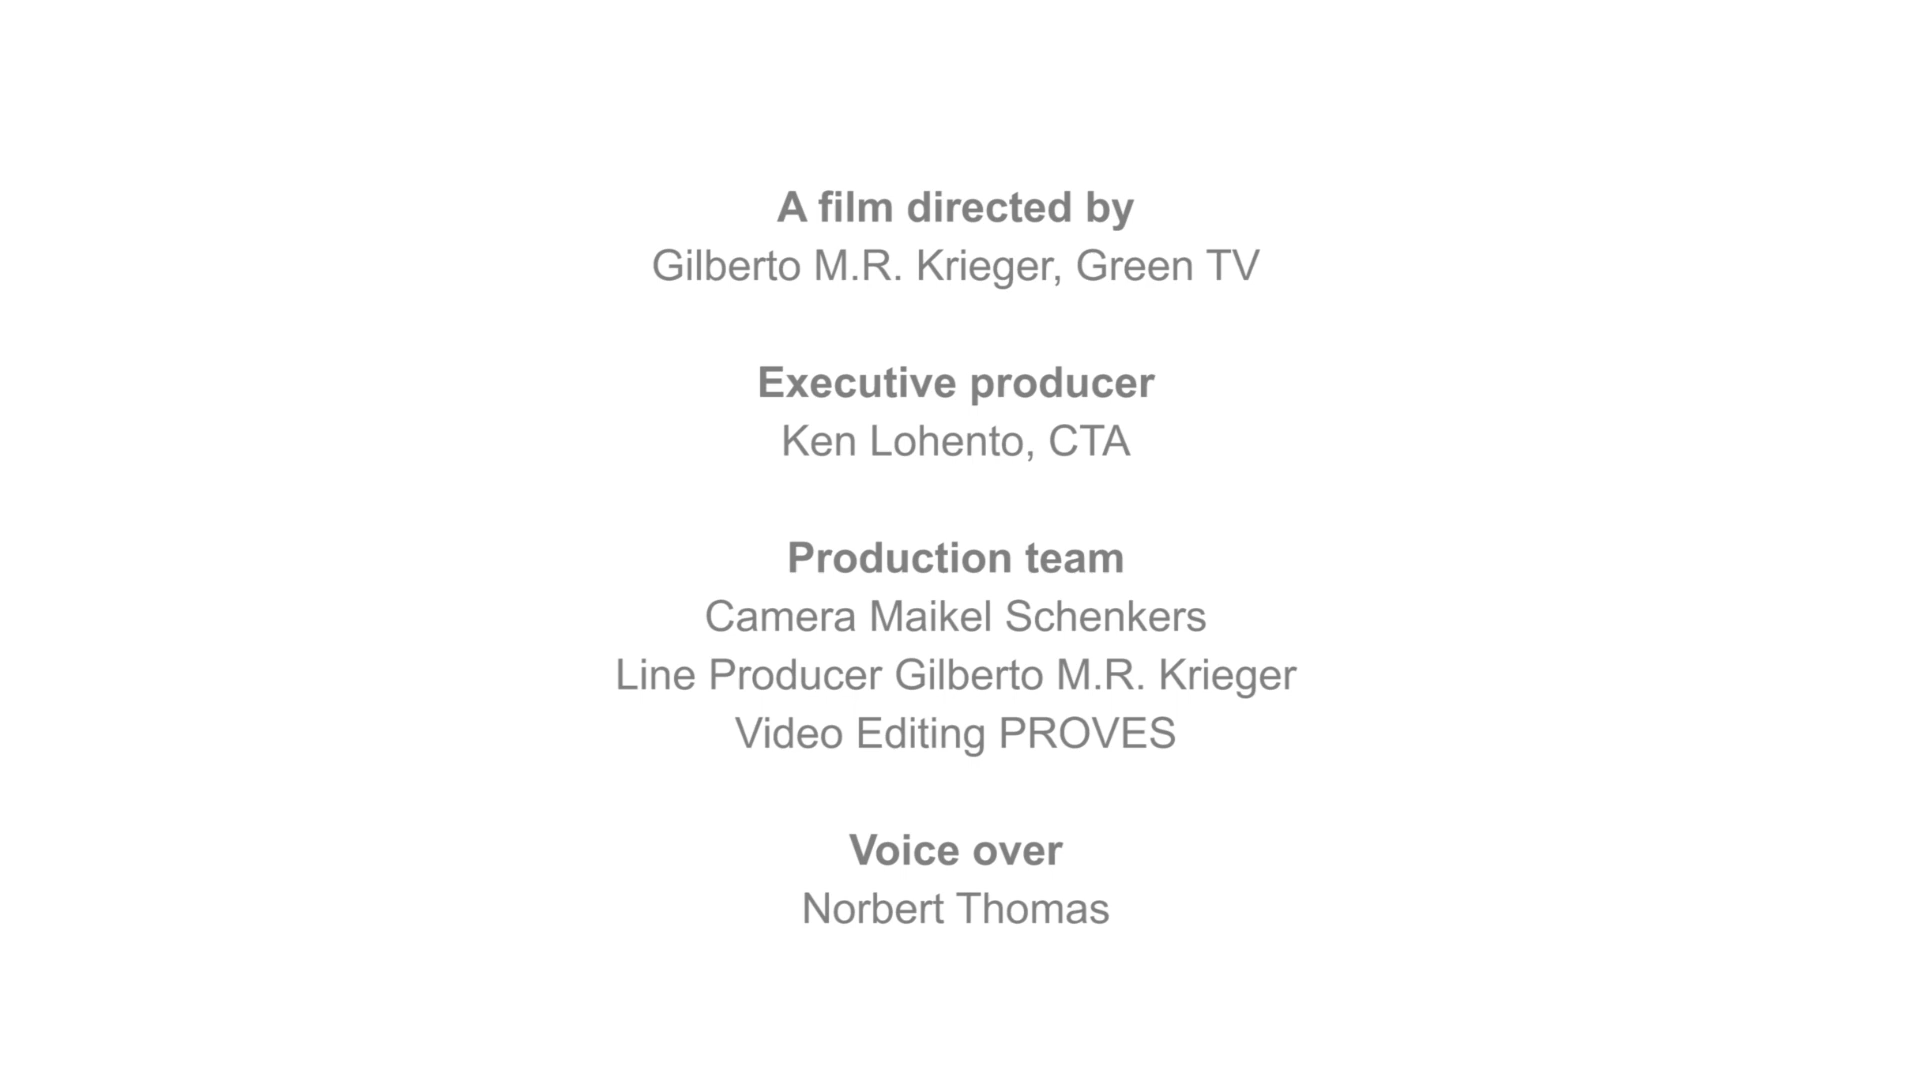 A film directed by
Gilberto M.R. Krieger, Green TV
Executive producer
Ken Lohento, CTA
Production team
Camera Maikel Schenkers
Line Producer Gilberto M.R. Krieger
Video Editing PROVES
Voice over
Norbert Thomas